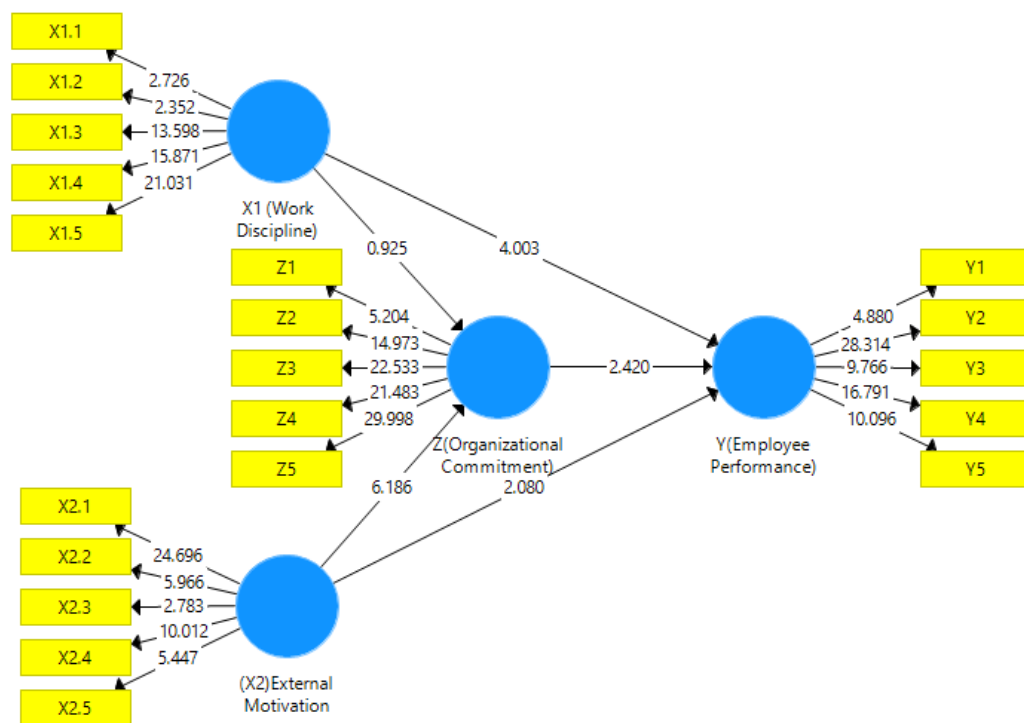 X1.1
X1.2
X1.3
X1.4
X1.5
2.726
2.352
13.598
15.871
21.031
X1 (Work
Discipline)
0.925
4.003
Z1
Z2
Z3
Z4
Z5
5.204
14.973
22.533
21.483
29.998
Z(Organizational
Commitment)
2.420
6.186
2.080
Y(Employee
Performance)
4.880
28.314
9.766
16.791
10.096
Y1
Y2
Y3
Y4
Y5
X2.1
X2.2
X2.3
X2.4
X2.5
24.696
5.966
2.783
10.012
5.447
(X2)External
Motivation